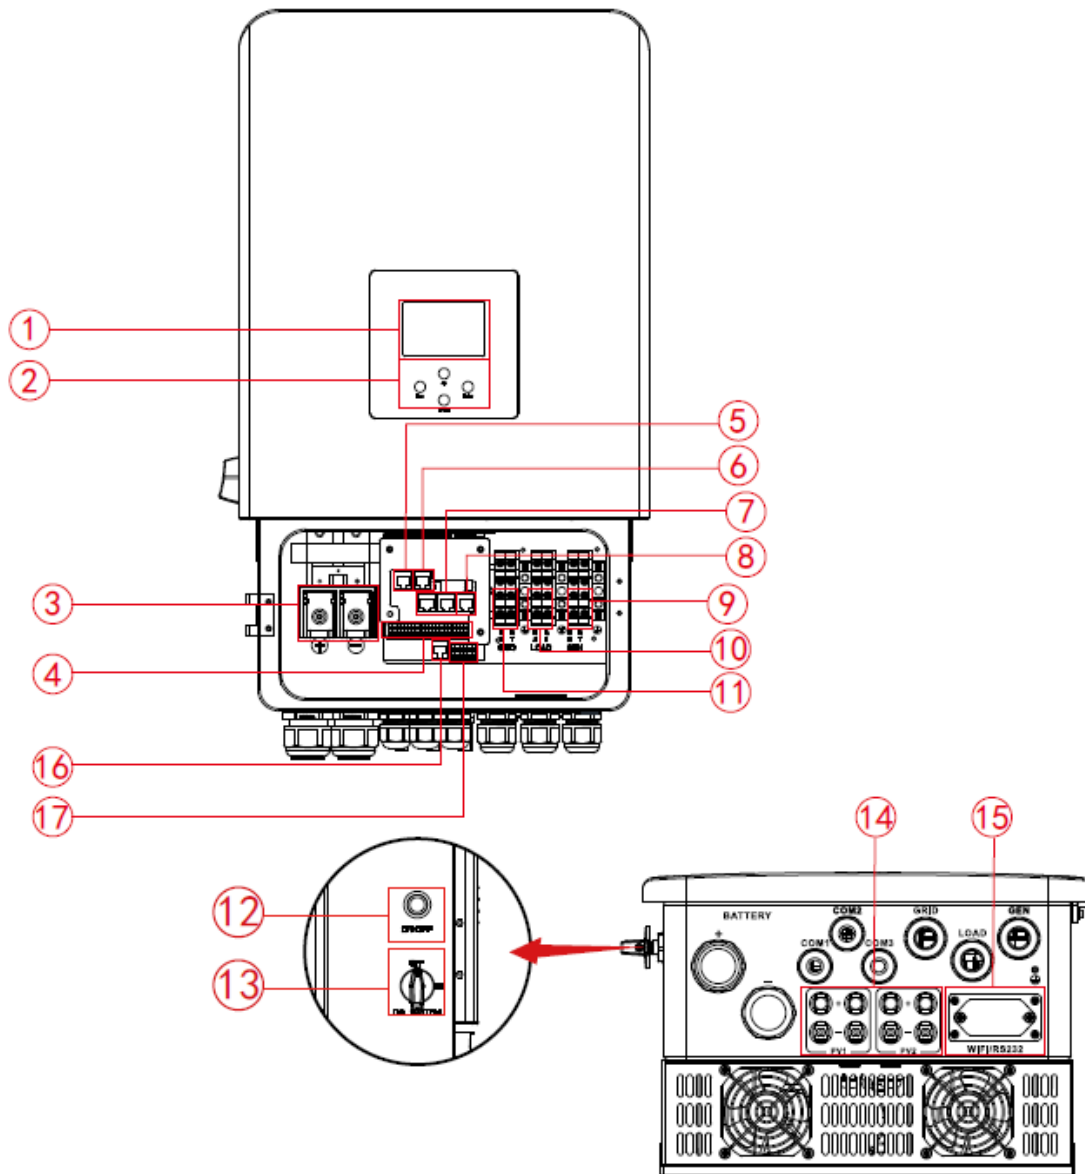 1
2
5
6
7
8
3
9
10
4
11
GRID
LOAD
GEN
16
17
14
15
12
ON/OFF
13
BATTERY
COM2
GRID
GEN
COM1
COM3
LOAD
+
−
+
+
−
−
PV1
PV2
WIFI/RS232